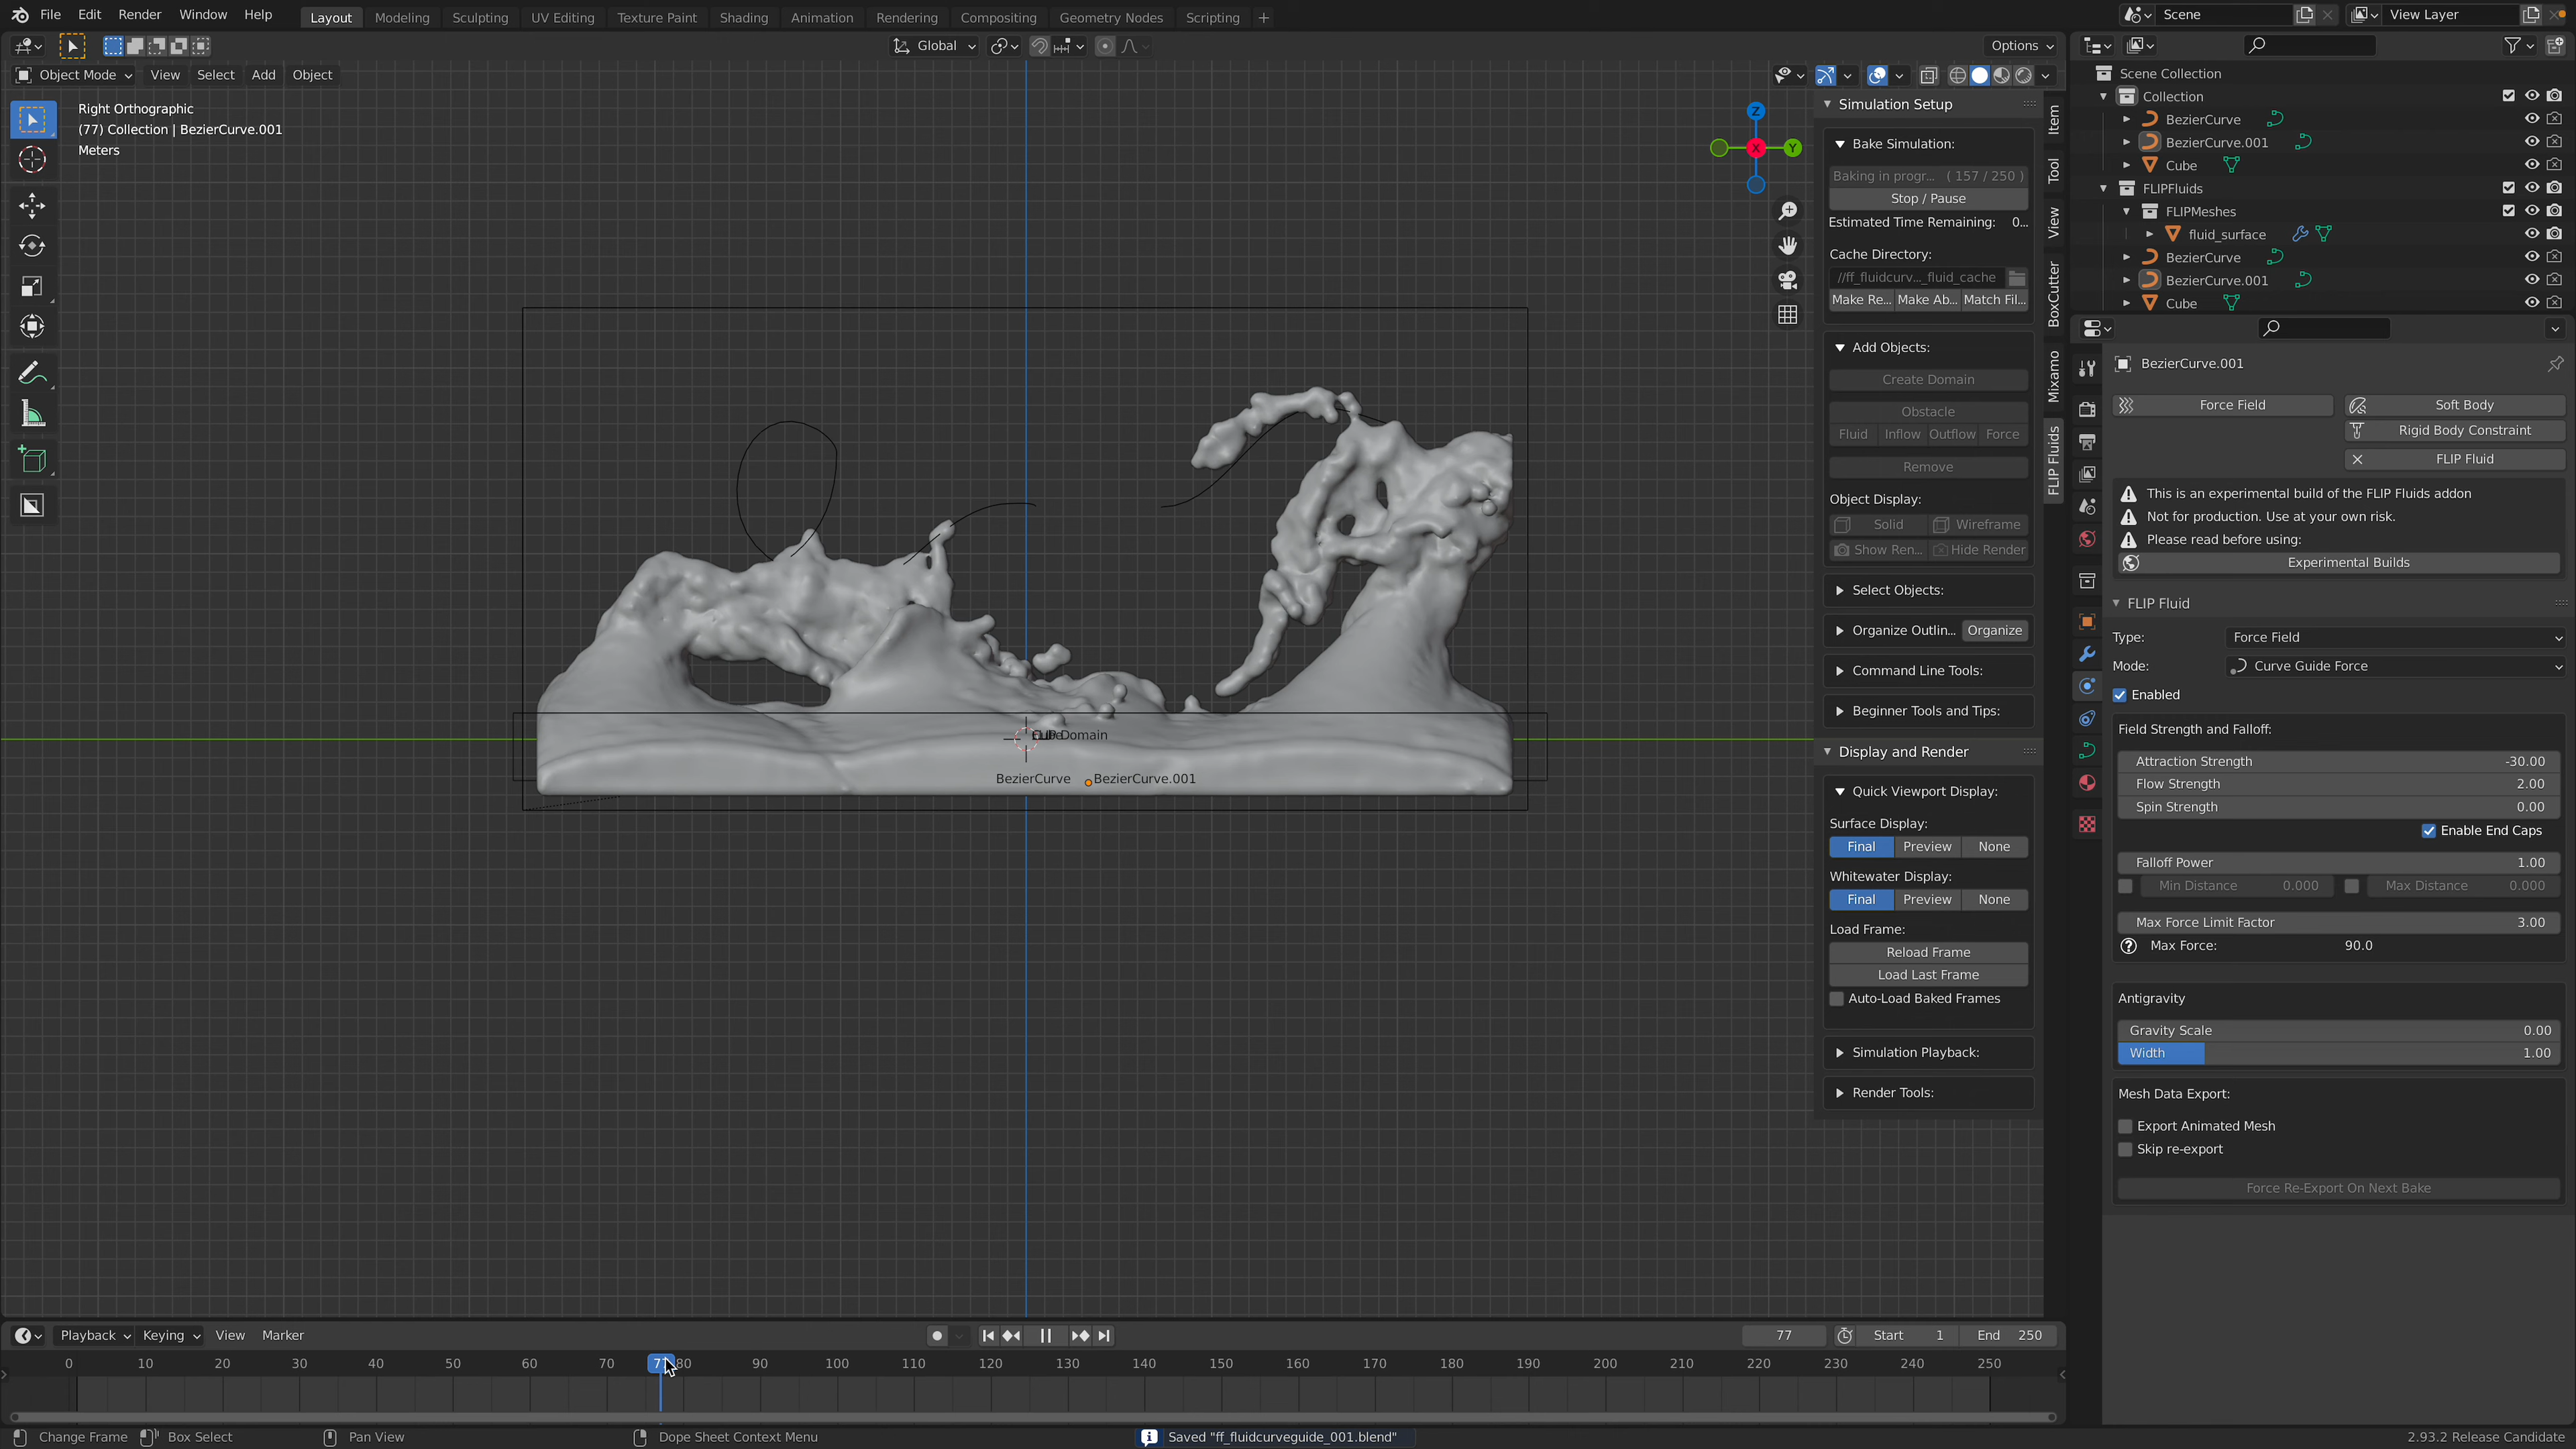 File Edit Render Window Help Layout Modeling Sculpting UV Editing Texture Paint Shading Animation Rendering Compositing Geometry Nodes Scripting +
Scene View Layer
Global Options
Object Mode View Select Add Object
Right Orthographic
(77) Collection | BezierCurve.001
Meters
Z
X
Y
Domain
BezierCurve BezierCurve.001
Simulation Setup
Bake Simulation:
Baking in progr... ( 157 / 250 )
Stop / Pause
Estimated Time Remaining: 0...
Cache Directory:
//ff_fluidcurv..._fluid_cache
Make Re... Make Ab... Match Fil...
Add Objects:
Create Domain
Obstacle
Fluid Inflow Outflow Force
Remove
Object Display:
Solid Wireframe
Show Ren... Hide Render
Select Objects:
Organize Outlin... Organize
Command Line Tools:
Beginner Tools and Tips:
Display and Render
Quick Viewport Display:
Surface Display:
Final Preview None
Whitewater Display:
Final Preview None
Load Frame:
Reload Frame
Load Last Frame
Auto-Load Baked Frames
Simulation Playback:
Render Tools:
Item
Tool
View
BoxCutter
Mixamo
FLIP Fluids
Scene Collection
Collection
BezierCurve
BezierCurve.001
Cube
FLIPFluids
FLIPMeshes
fluid_surface
BezierCurve
BezierCurve.001
Cube
BezierCurve.001
Force Field Soft Body
Rigid Body Constraint
FLIP Fluid
This is an experimental build of the FLIP Fluids addon
Not for production. Use at your own risk.
Please read before using:
Experimental Builds
FLIP Fluid
Type: Force Field
Mode: Curve Guide Force
Enabled
Field Strength and Falloff:
Attraction Strength -30.00
Flow Strength 2.00
Spin Strength 0.00
Enable End Caps
Falloff Power 1.00
Min Distance 0.000 Max Distance 0.000
Max Force Limit Factor 3.00
Max Force: 90.0
Antigravity
Gravity Scale 0.00
Width 1.00
Mesh Data Export:
Export Animated Mesh
Skip re-export
Force Re-Export On Next Bake
Playback Keying View Marker 77 Start 1 End 250
0 10 20 30 40 50 60 70 80 90 100 110 120 130 140 150 160 170 180 190 200 210 220 230 240 250
Change Frame Box Select Pan View Dope Sheet Context Menu Saved "ff_fluidcurveguide_001.blend" 2.93.2 Release Candidate